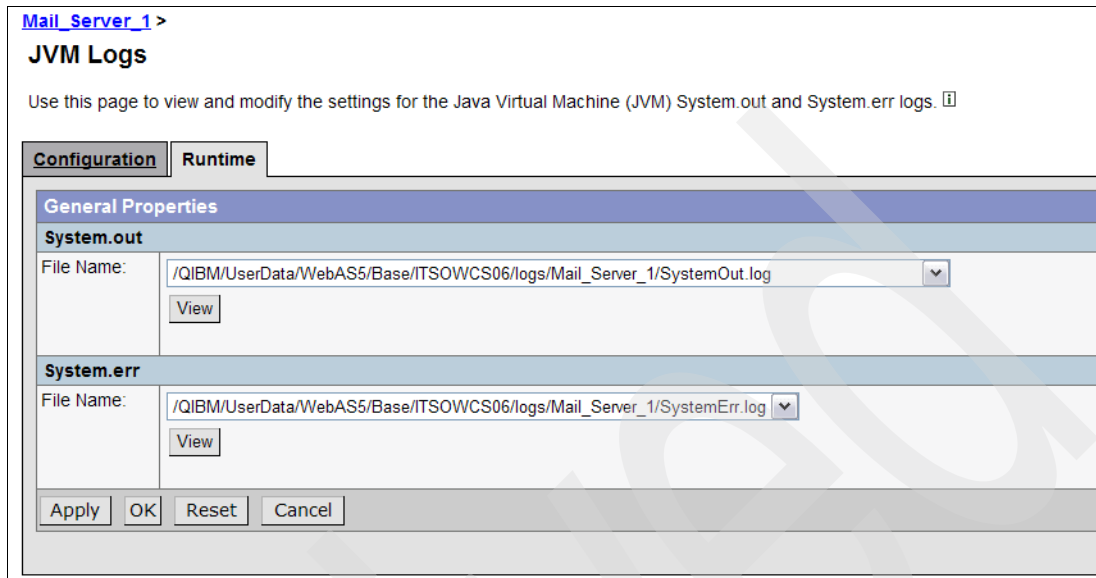 Mail_Server_1 >
JVM Logs
Use this page to view and modify the settings for the Java Virtual Machine (JVM) System.out and System.err logs. i
Configuration Runtime
General Properties
System.out
File Name: /QIBM/UserData/WebAS5/Base/ITSOWCS06/logs/Mail_Server_1/SystemOut.log
View
System.err
File Name: /QIBM/UserData/WebAS5/Base/ITSOWCS06/logs/Mail_Server_1/SystemErr.log
View
Apply OK Reset Cancel